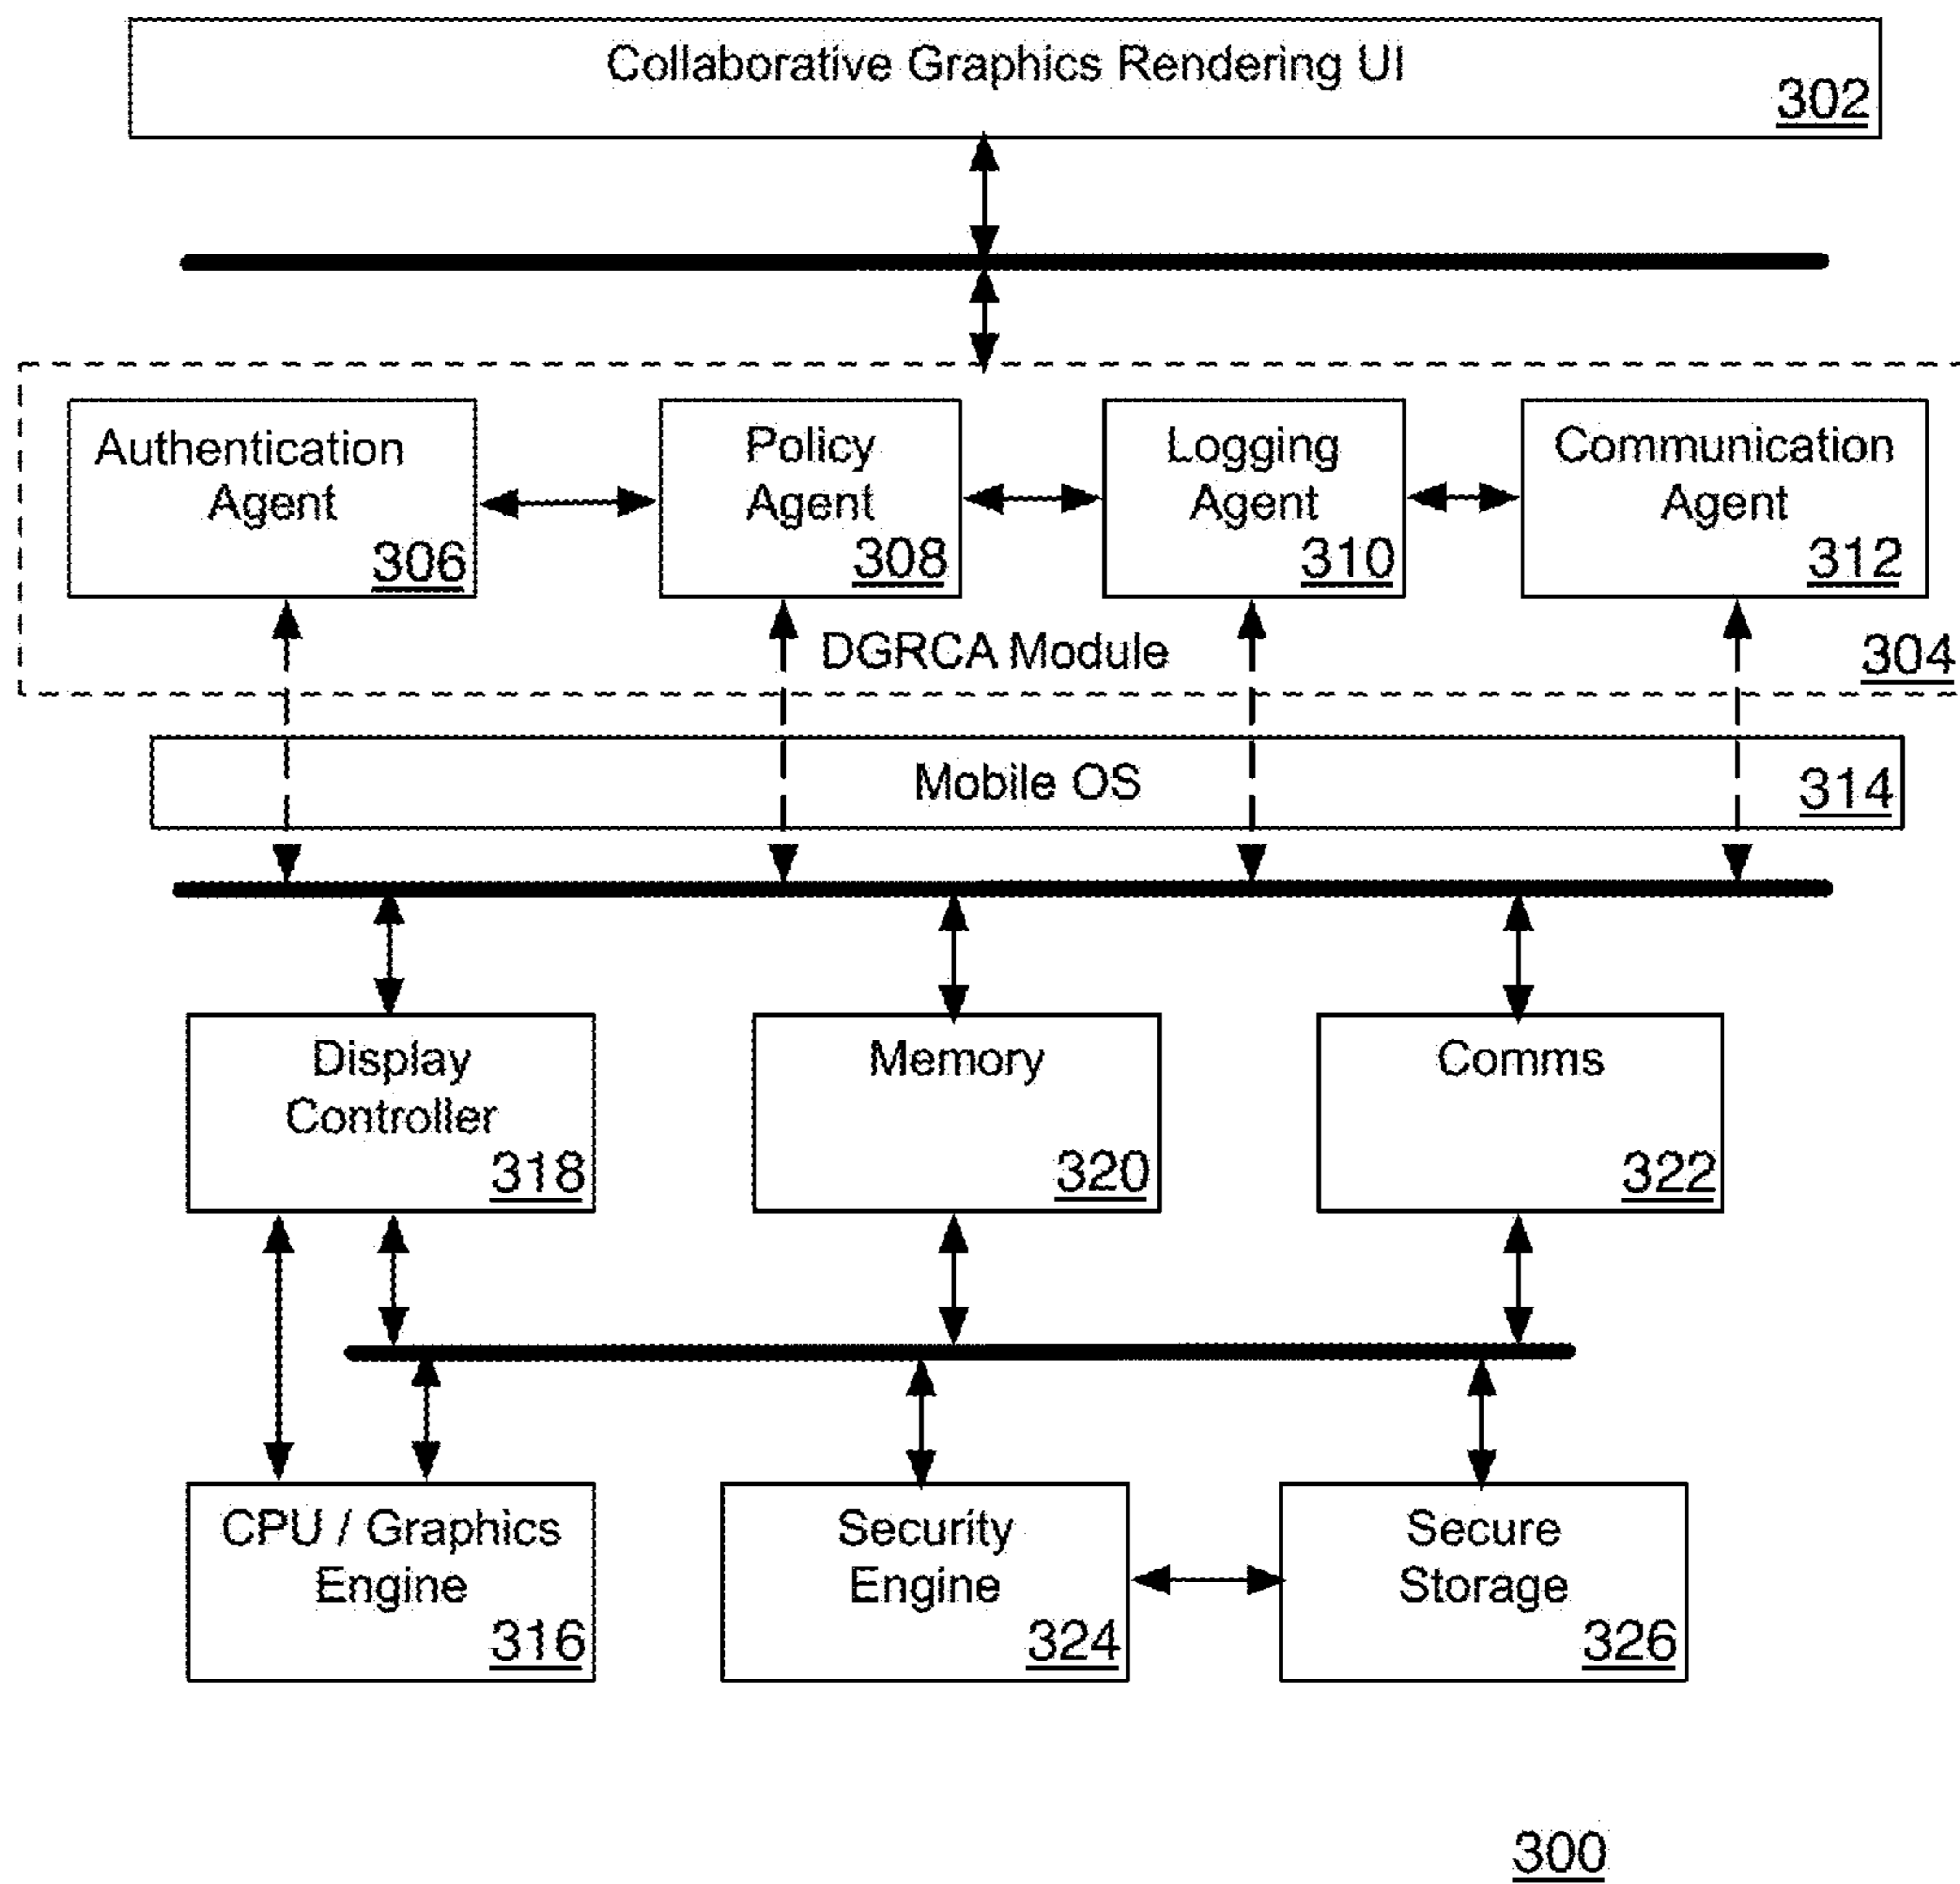 Collaborative Graphics Rendering UI
302
Authentication
Agent
306
Policy
Agent
308
Logging
Agent
310
Communication
Agent
312
DGRCA Module
304
Mobile OS
314
Display
Controller
318
Memory
320
Comms
322
CPU / Graphics
Engine
316
Security
Engine
324
Secure
Storage
326
300